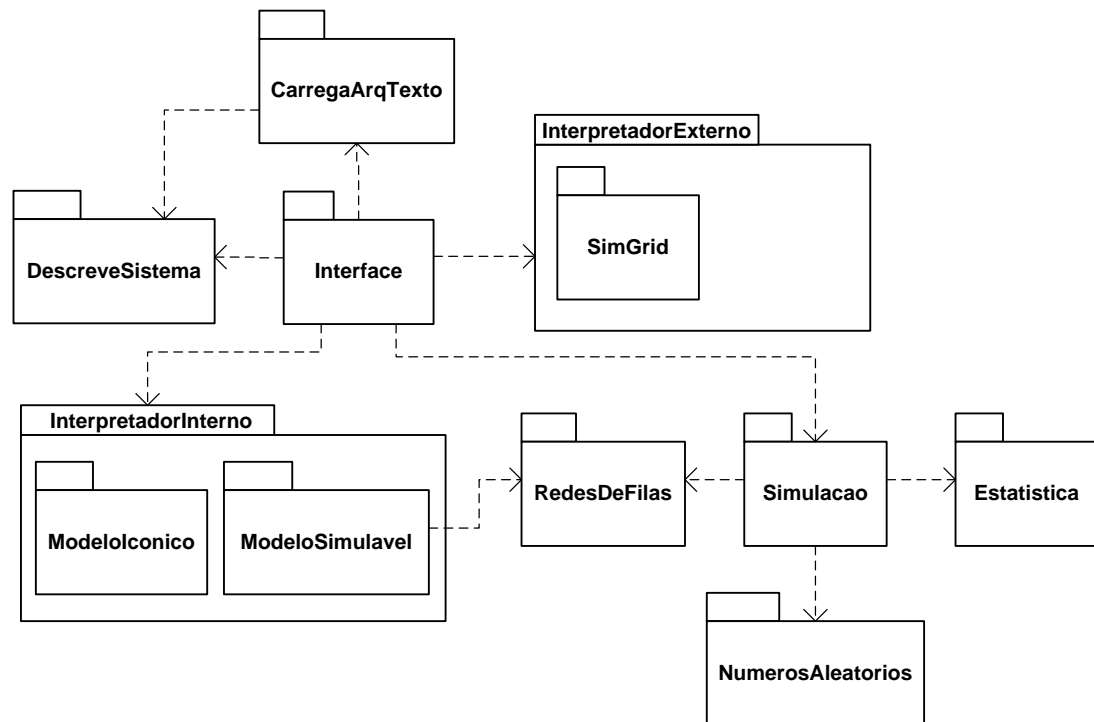 CarregaArqTexto
InterpretadorExterno
SimGrid
DescreveSistema
Interface
InterpretadorInterno
RedesDeFilas
Simulacao
Estatistica
ModeloIconico
ModeloSimulavel
NumerosAleatorios